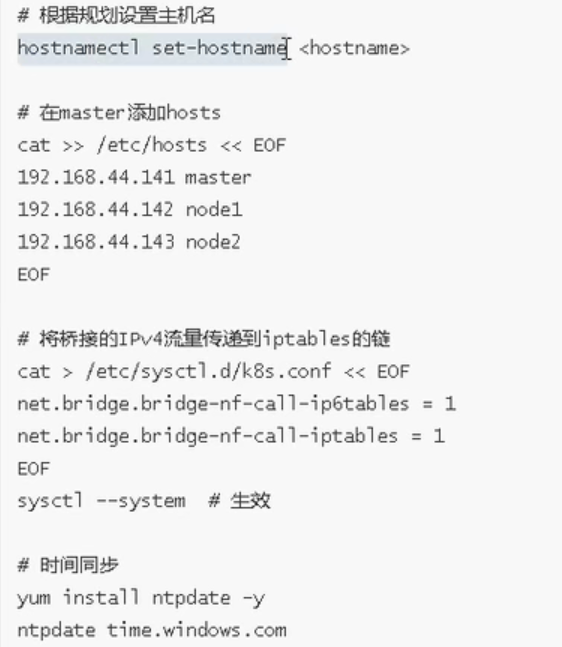 # 根据规划设置主机名
hostnamectl set-hostname <hostname>
# 在master添加hosts
cat >> /etc/hosts << EOF
192.168.44.141 master
192.168.44.142 node1
192.168.44.143 node2
EOF
# 将桥接的IPv4流量传递到iptables的链
cat > /etc/sysctl.d/k8s.conf << EOF
net.bridge.bridge-nf-call-ip6tables = 1
net.bridge.bridge-nf-call-iptables = 1
EOF
sysctl --system  # 生效
# 时间同步
yum install ntpdate -y
ntpdate time.windows.com